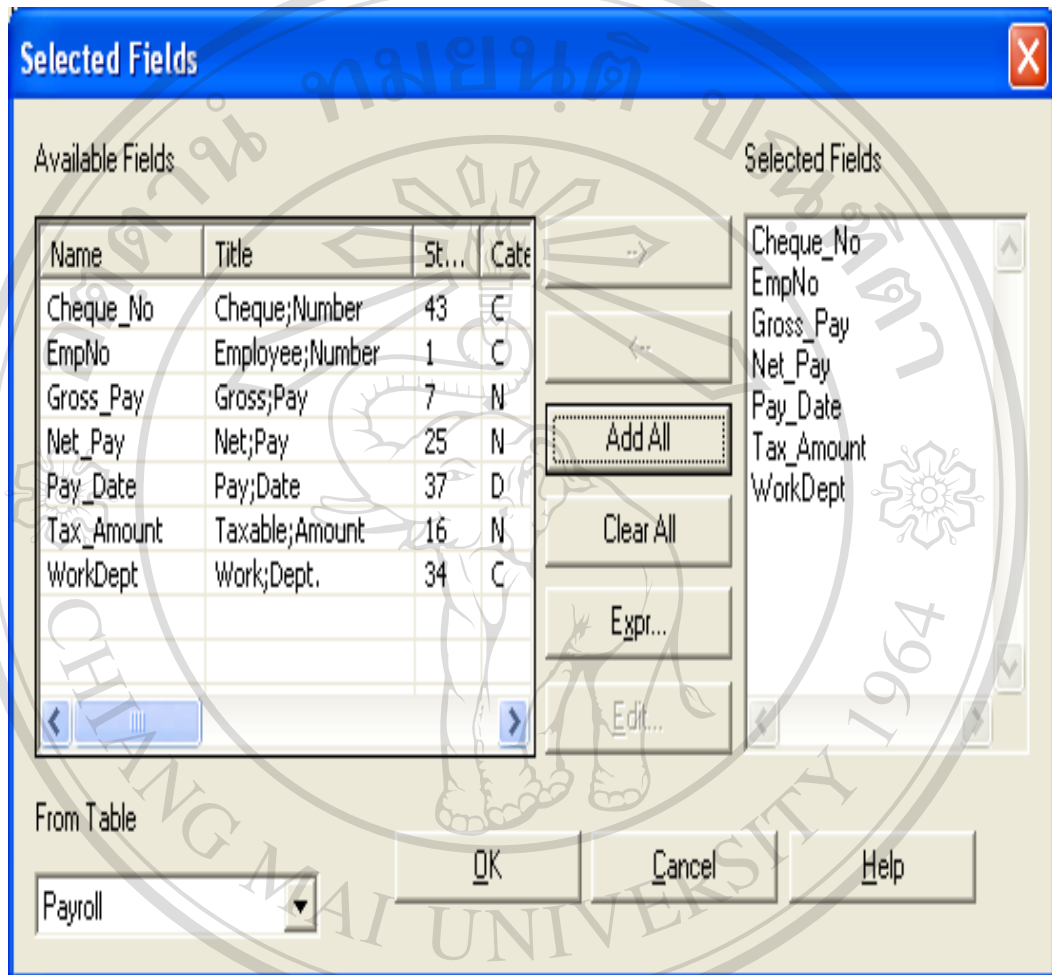 Selected Fields
Available Fields
Name Title St... Cate
Cheque_No Cheque;Number 43 C
EmpNo Employee;Number 1 C
Gross_Pay Gross;Pay 7 N
Net_Pay Net;Pay 25 N
Pay_Date Pay;Date 37 D
Tax_Amount Taxable;Amount 16 N
WorkDept Work;Dept. 34 C
-->
<--
Add All
Clear All
Expr...
Edit...
Selected Fields
Cheque_No
EmpNo
Gross_Pay
Net_Pay
Pay_Date
Tax_Amount
WorkDept
From Table
Payroll
OK
Cancel
Help
CHIANG MAI UNIVERSITY 1964